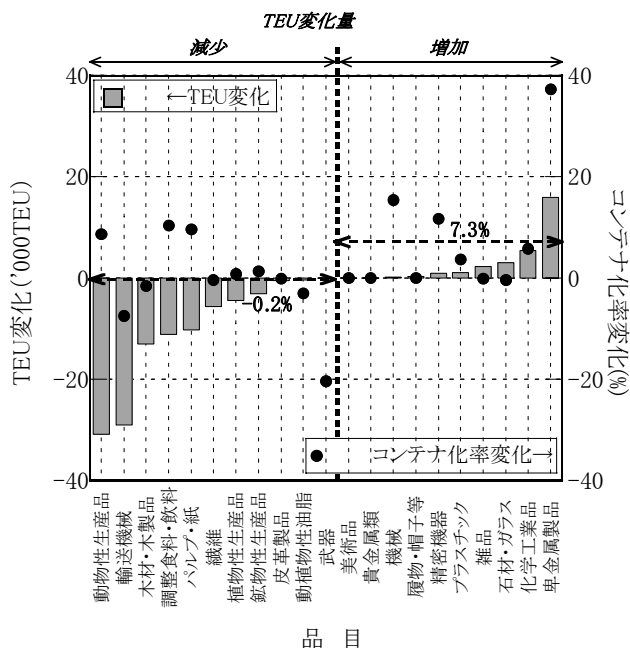 TEU変化量
減少
増加
←TEU変化
40
20
0
−20
−40
40
20
0
−20
−40
TEU変化('000TEU)
コンテナ化率変化(%)
7.3%
−0.2%
コンテナ化率変化→
動物性生産品
輸送機械
木材・木製品
調整食料・飲料
パルプ・紙
繊維
植物性生産品
鉱物性生産品
皮革製品
動植物性油脂
武器
美術品
貴金属類
機械
履物・帽子等
精密機器
プラスチック
雑品
石材・ガラス
化学工業品
卑金属製品
品 目